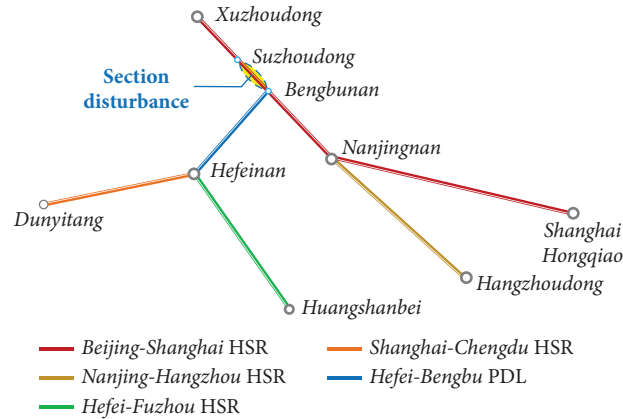 Xuzhoudong
Suzhoudong
Section
disturbance
Bengbunan
Nanjingnan
Hefeinan
Dunyitang
Shanghai
Hongqiao
Hangzhoudong
Huangshanbei
Beijing-Shanghai HSR
Shanghai-Chengdu HSR
Nanjing-Hangzhou HSR
Hefei-Bengbu PDL
Hefei-Fuzhou HSR